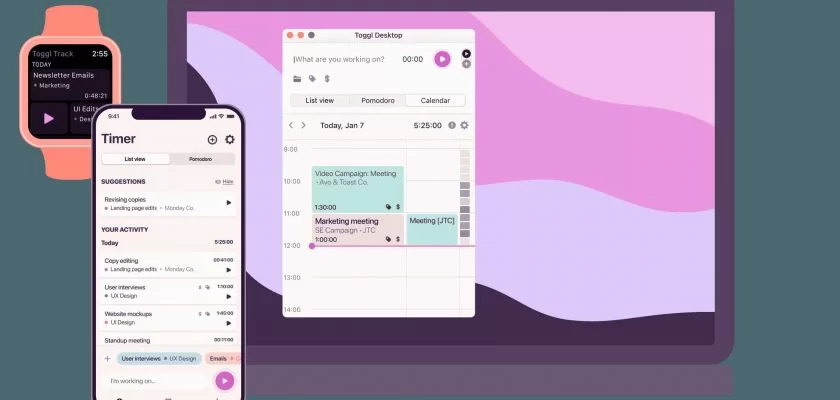 Toggl Track
2:55
TODAY
Newsletter Emails
• Marketing
0:48:21
UI Edits
9:41
Timer
List view
Pomodoro
SUGGESTIONS
Hide
Revising copies
• Landing page edits • Monday Co.
YOUR ACTIVITY
Today
5:25:00
Copy editing
00:41:00
• Landing page edits • Monday Co.
User interviews
$
1:10:00
• UX Design
Website mockups
$
1:45:00
• UI Design
Standup meeting
00:11:00
+
User interviews • UX Design
Emails
I'm working on...
Toggl Desktop
What are you working on?
00:00
$
List view
Pomodoro
Calendar
Today, Jan 7
5:25:00
9:00
10:00
11:00
12:00
13:00
14:00
Video Campaign: Meeting
• Avo & Toast Co.
1:30:00
$
Marketing meeting
SE Campaign • JTC
1:00:00
$
Meeting [JTC]